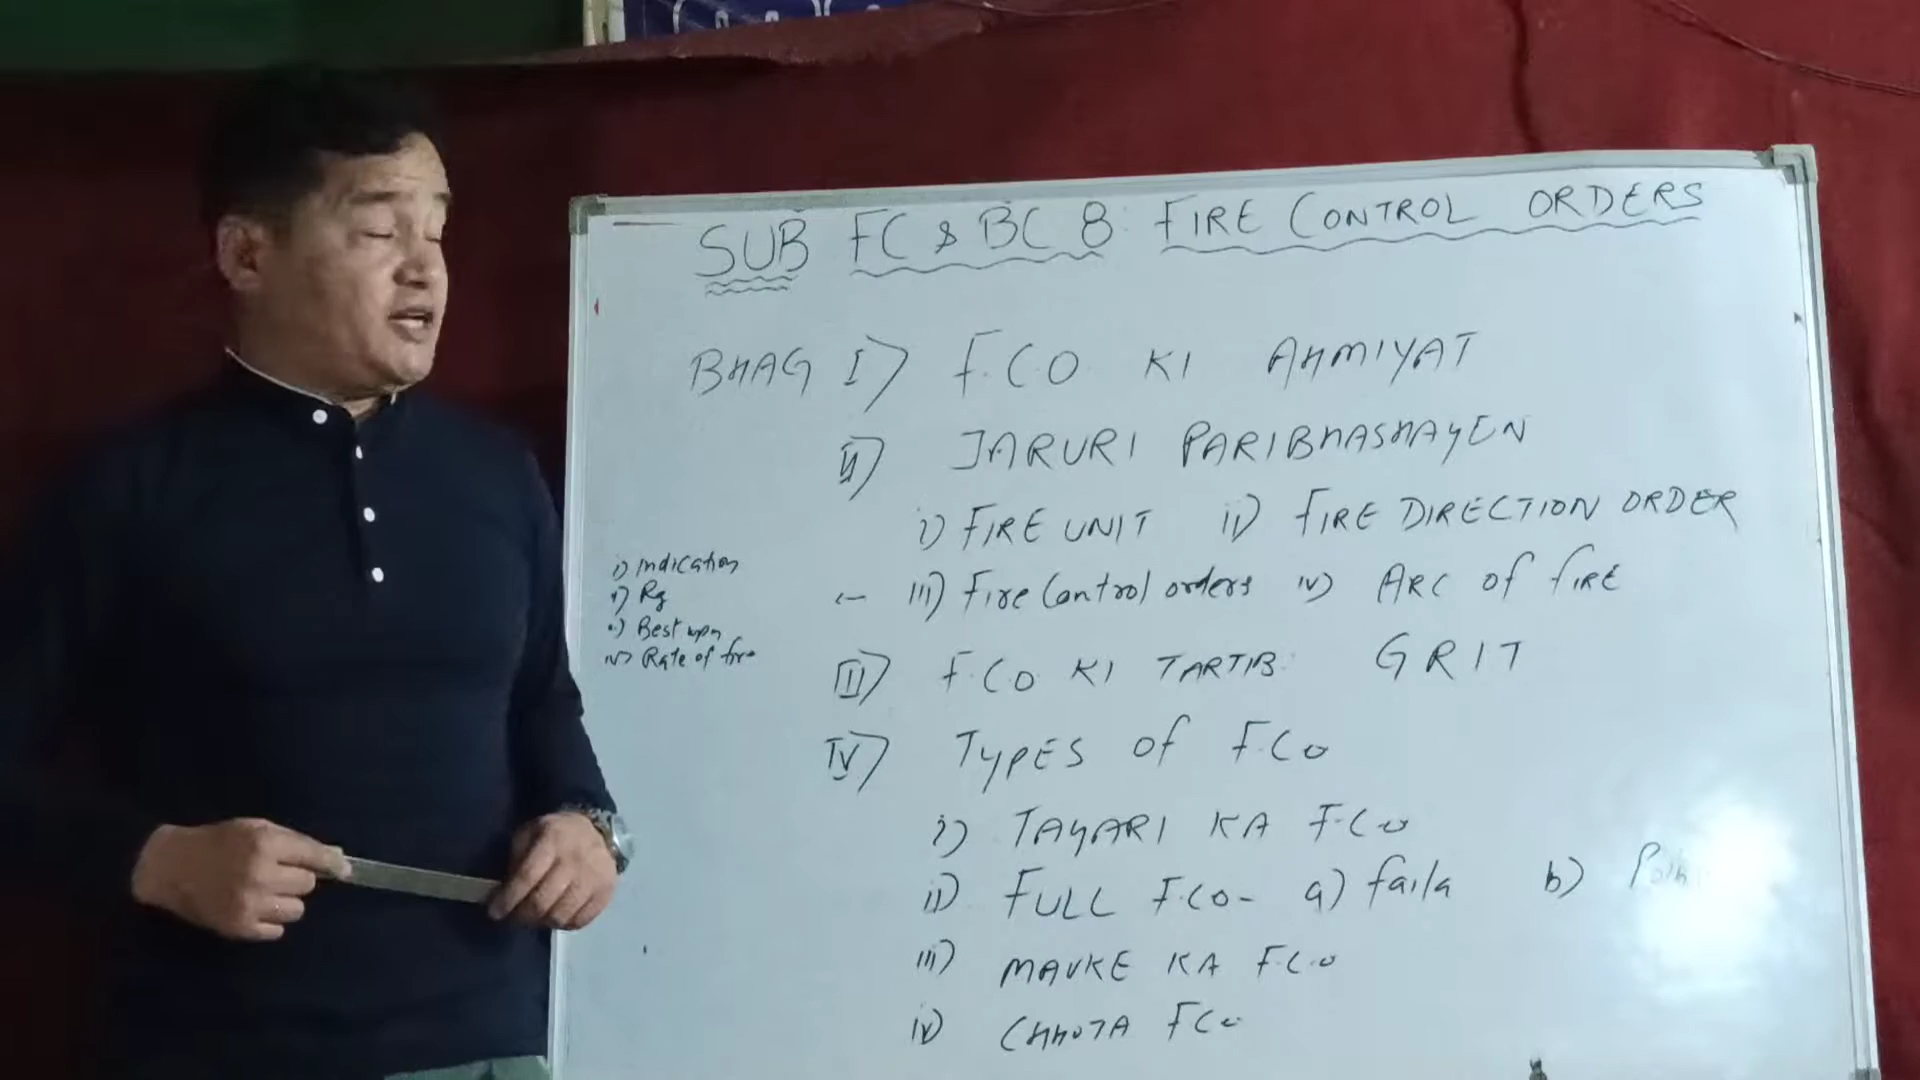 SUB FC & BC 8: FIRE CONTROL ORDERS
BHAG I) F.C.O. KI AHMIYAT
II) JARURI PARIBHASHAYEN
i) FIRE UNIT ii) FIRE DIRECTION ORDER
← iii) Fire Control orders iv) ARC of fIRE
i) Indication
ii) Rg
iii) Best wpn
iv) Rate of fire
III) F.C.O KI TARTIB. GRIT
IV) TYPES of F.C.O
i) TAYARI KA F.C.O
ii) FULL F.CO- a) faila b)
iii) MAUKE KA F.C.O
iv) CHHOTA FCO